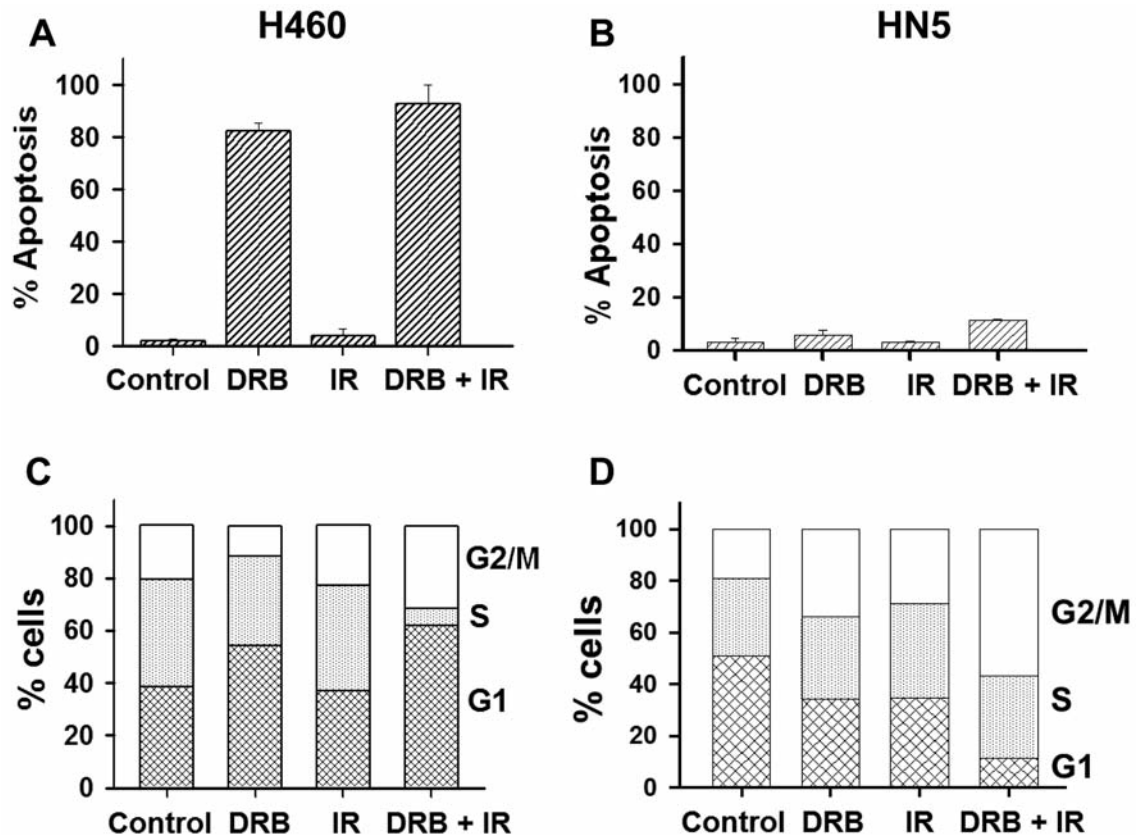 A
H460
% Apoptosis
100
80
60
40
20
0
Control DRB IR DRB + IR
B
HN5
% Apoptosis
100
80
60
40
20
0
Control DRB IR DRB + IR
C
% cells
100
80
60
40
20
0
G2/M
S
G1
Control DRB IR DRB + IR
D
% cells
100
80
60
40
20
0
G2/M
S
G1
Control DRB IR DRB + IR